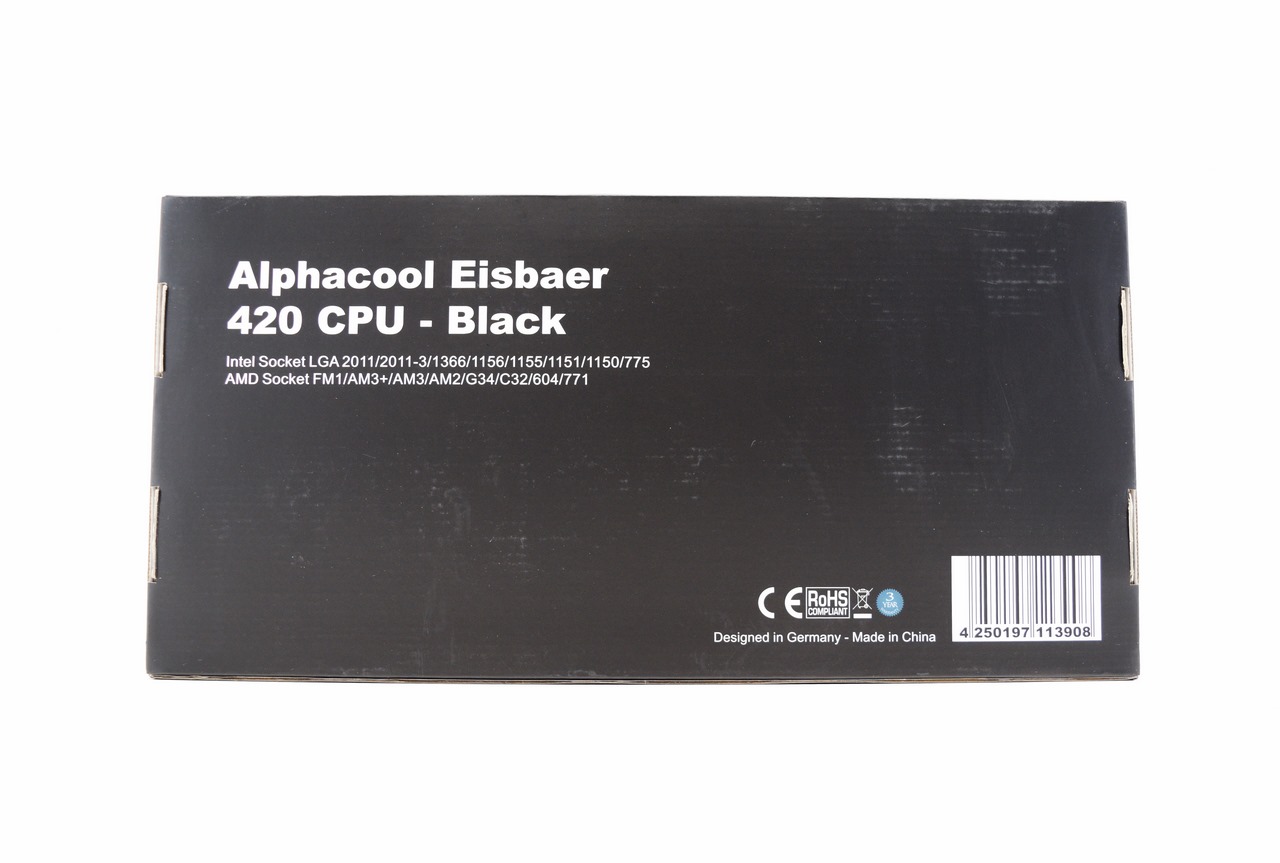 Alphacool Eisbaer
420 CPU - Black
Intel Socket LGA 2011/2011-3/1366/1156/1155/1151/1150/775
AMD Socket FM1/AM3+/AM3/AM2/G34/C32/604/771
CE RoHS
COMPLIANT
3
YEAR
Designed in Germany - Made in China
4 250197 113908